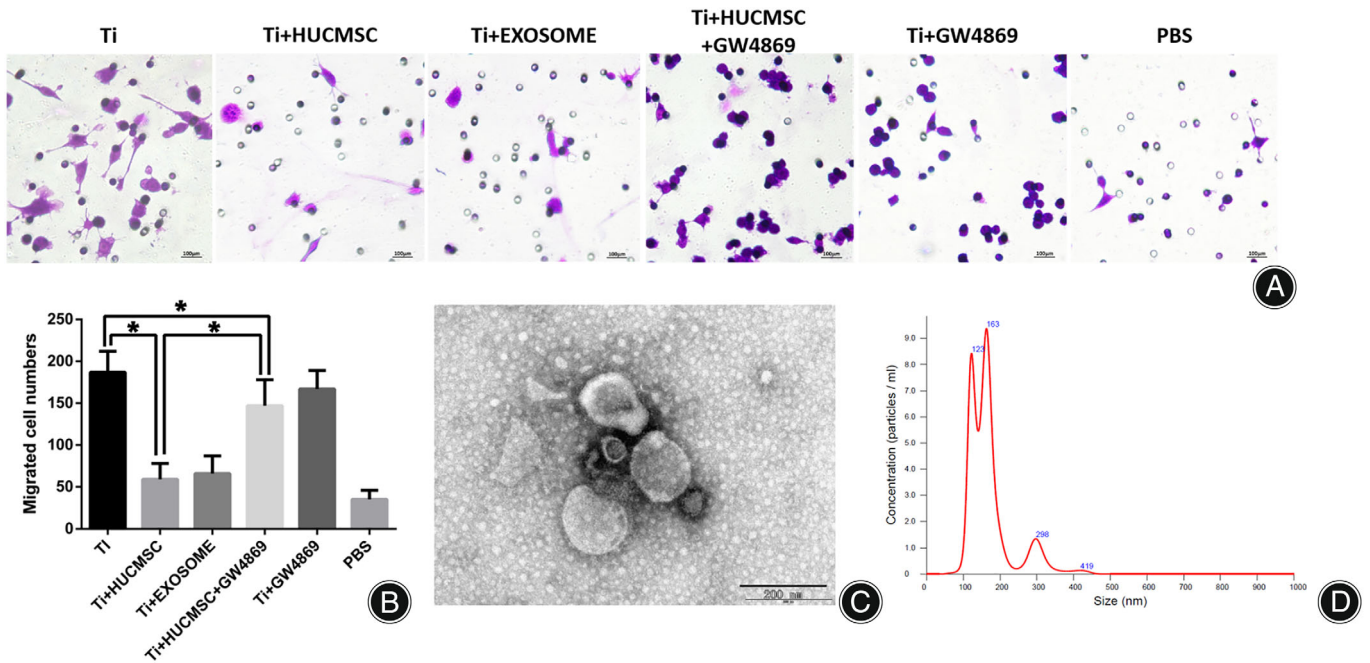 Ti
Ti+HUCMSC
Ti+EXOSOME
Ti+HUCMSC
+GW4869
Ti+GW4869
PBS
100μm
100μm
100μm
100μm
100μm
100μm
A
Migrated cell numbers
250
200
150
100
50
0
*
*
*
TI
Ti+HUCMSC
Ti+EXOSOME
Ti+HUCMSC+GW4869
Ti+GW4869
PBS
B
200 nm
C
Concentration (particles / ml)
9.0
8.0
7.0
6.0
5.0
4.0
3.0
2.0
1.0
0
123
163
298
419
0
100
200
300
400
500
600
700
800
900
1000
Size (nm)
D